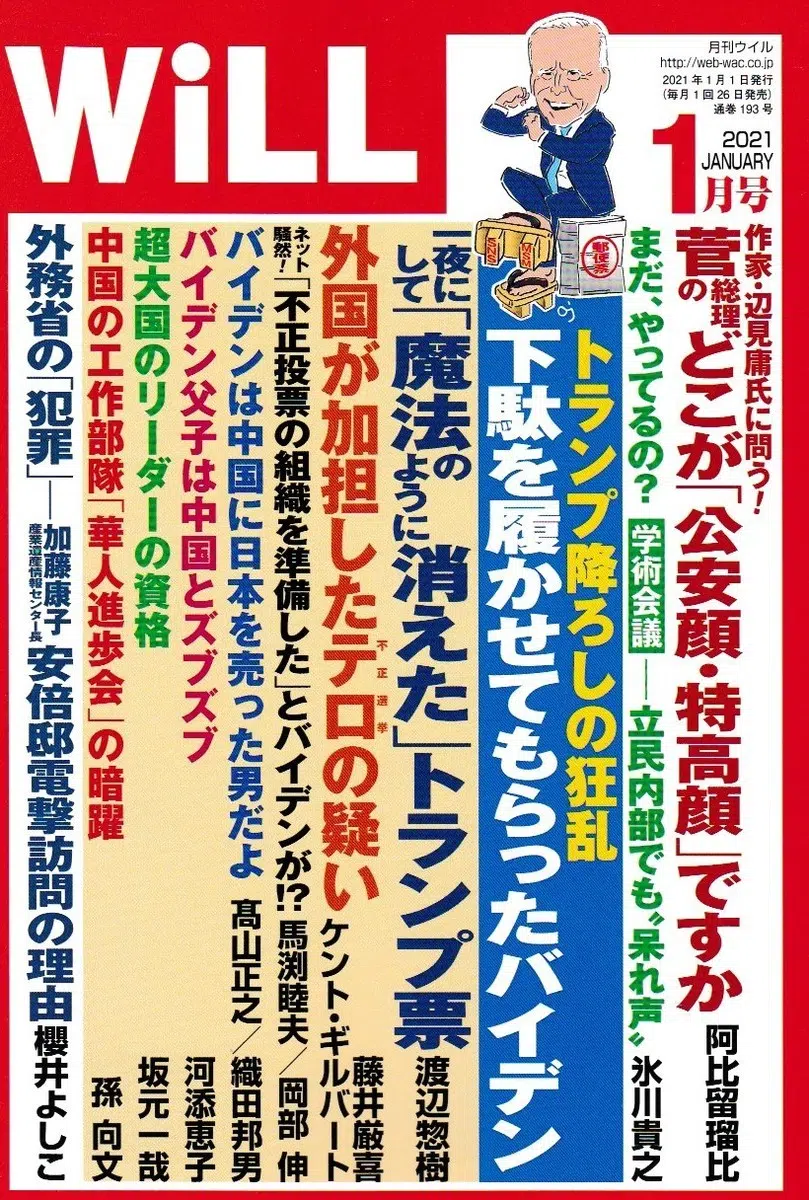 WiLL
月刊ウイル
http://web-wac.co.jp
2021年1月1日発行
(毎月1回26日発売)
通巻193号
2021
JANUARY
1月号
作家・辺見庸氏に問う!
菅総理のどこが「公安顔・特高顔」ですか
阿比留瑠比
まだ、やってるの?学術会議――立民内部でも〝呆れ声〟
氷川貴之
SNS
MSM
郵便票
トランプ降ろしの狂乱
下駄を履かせてもらったバイデン
一夜にして「魔法のように消えた」トランプ票
渡辺惣樹
外国が加担したテロの疑い
不正選挙
藤井厳喜
ケント・ギルバート
ネット騒然!「不正投票の組織を準備した」とバイデンが!?
馬渕睦夫/岡部伸
バイデンは中国に日本を売った男だよ
髙山正之/織田邦男
バイデン父子は中国とズブズブ
河添恵子
超大国のリーダーの資格
坂元一哉
中国の工作部隊「華人進歩会」の暗躍
孫向文
外務省の「犯罪」――加藤康子
産業遺産情報センター長
安倍邸電撃訪問の理由
櫻井よしこ